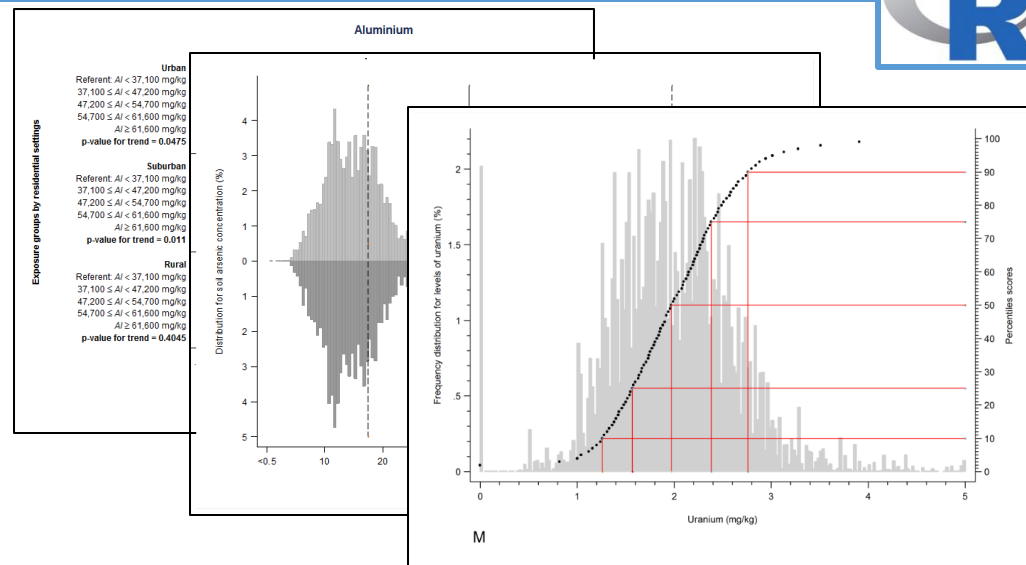 R
Aluminium
Exposure groups by residential settings
Urban
Referent: Al < 37,100 mg/kg
37,100 ≤ Al < 47,200 mg/kg
47,200 ≤ Al < 54,700 mg/kg
54,700 ≤ Al < 61,600 mg/kg
Al ≥ 61,600 mg/kg
p-value for trend = 0.0475
Suburban
Referent: Al < 37,100 mg/kg
37,100 ≤ Al < 47,200 mg/kg
47,200 ≤ Al < 54,700 mg/kg
54,700 ≤ Al < 61,600 mg/kg
Al ≥ 61,600 mg/kg
p-value for trend = 0.011
Rural
Referent: Al < 37,100 mg/kg
37,100 ≤ Al < 47,200 mg/kg
47,200 ≤ Al < 54,700 mg/kg
54,700 ≤ Al < 61,600 mg/kg
Al ≥ 61,600 mg/kg
p-value for trend = 0.4045
Distribution for soil arsenic concentration (%)
4
3
2
1
0
1
2
3
4
5
<0.5 10 20
Frequency distribution for levels of uranium (%)
2
1.5
1
.5
0
0 1 2 3 4 5
Uranium (mg/kg)
100
90
80
70
60
50
40
30
20
10
0
Percentiles scores
M